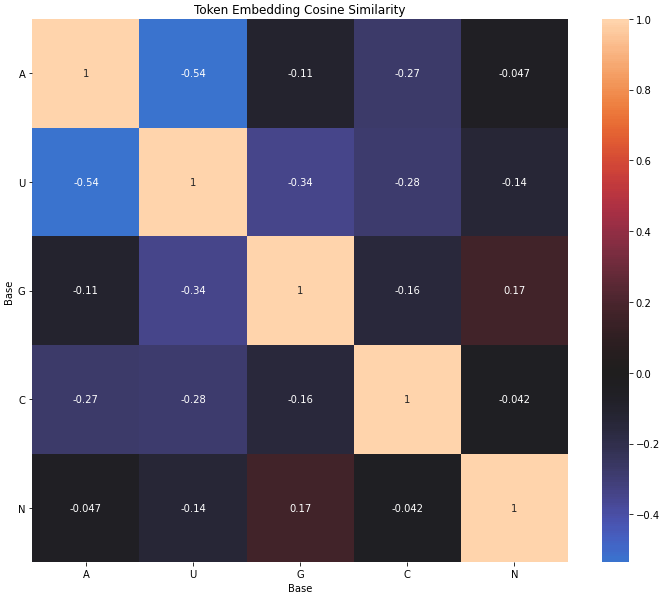 Token Embedding Cosine Similarity
A 1 -0.54 -0.11 -0.27 -0.047
U -0.54 1 -0.34 -0.28 -0.14
G -0.11 -0.34 1 -0.16 0.17
C -0.27 -0.28 -0.16 1 -0.042
N -0.047 -0.14 0.17 -0.042 1
Base
A U G C N
Base
1.0
0.8
0.6
0.4
0.2
0.0
−0.2
−0.4